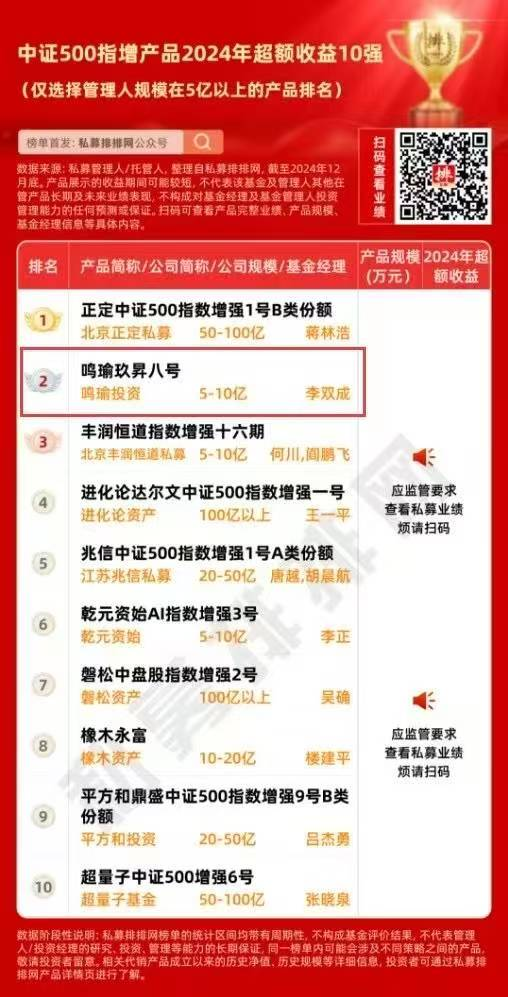 中证500指增产品2024年超额收益10强
（仅选择管理人规模在5亿以上的产品排名）
榜单首发：私募排排网公众号
扫码查看业绩
排
数据来源：私募管理人/托管人，整理自私募排排网，截至2024年12
月底。产品展示的收益期间可能较短，不代表该基金及管理人其他在
管产品长期及未来业绩表现，不构成对基金经理及基金管理人投资
管理能力的任何预测或保证。扫码可查看产品完整业绩、产品规模、
基金经理信息等具体内容。
排名 产品简称/公司简称/公司规模/基金经理 产品规模（万元） 2024年超额收益
1 正定中证500指数增强1号B类份额
北京正定私募 50-100亿 蒋林浩
2 鸣瑜玖昇八号
鸣瑜投资 5-10亿 李双成
3 丰润恒道指数增强十六期
北京丰润恒道私募 5-10亿 何川,阎鹏飞
4 进化论达尔文中证500指数增强一号
进化论资产 100亿以上 王一平
5 兆信中证500指数增强1号A类份额
江苏兆信私募 20-50亿 唐越,胡晨航
6 乾元资始AI指数增强3号
乾元资始 5-10亿 李正
7 磐松中盘股指数增强2号
磐松资产 100亿以上 吴确
8 橡木永富
橡木资产 10-20亿 楼建平
9 平方和鼎盛中证500指数增强9号B类
份额
平方和投资 20-50亿 吕杰勇
10 超量子中证500增强6号
超量子基金 50-100亿 张晓泉
应监管要求
查看私募业绩
烦请扫码
应监管要求
查看私募业绩
烦请扫码
私募排排网
数据阶段性说明：私募排排网榜单的统计区间均带有周期性，不构成基金评价结果，不代表管理
人/投资经理的研究、投资、管理等能力的长期保证，同一榜单内可能会涉及不同策略之间的产品，
敬请投资者留意。相关代销产品成立以来的历史净值、历史规模等详细信息，投资者可通过私募排
排网产品详情页进行了解。